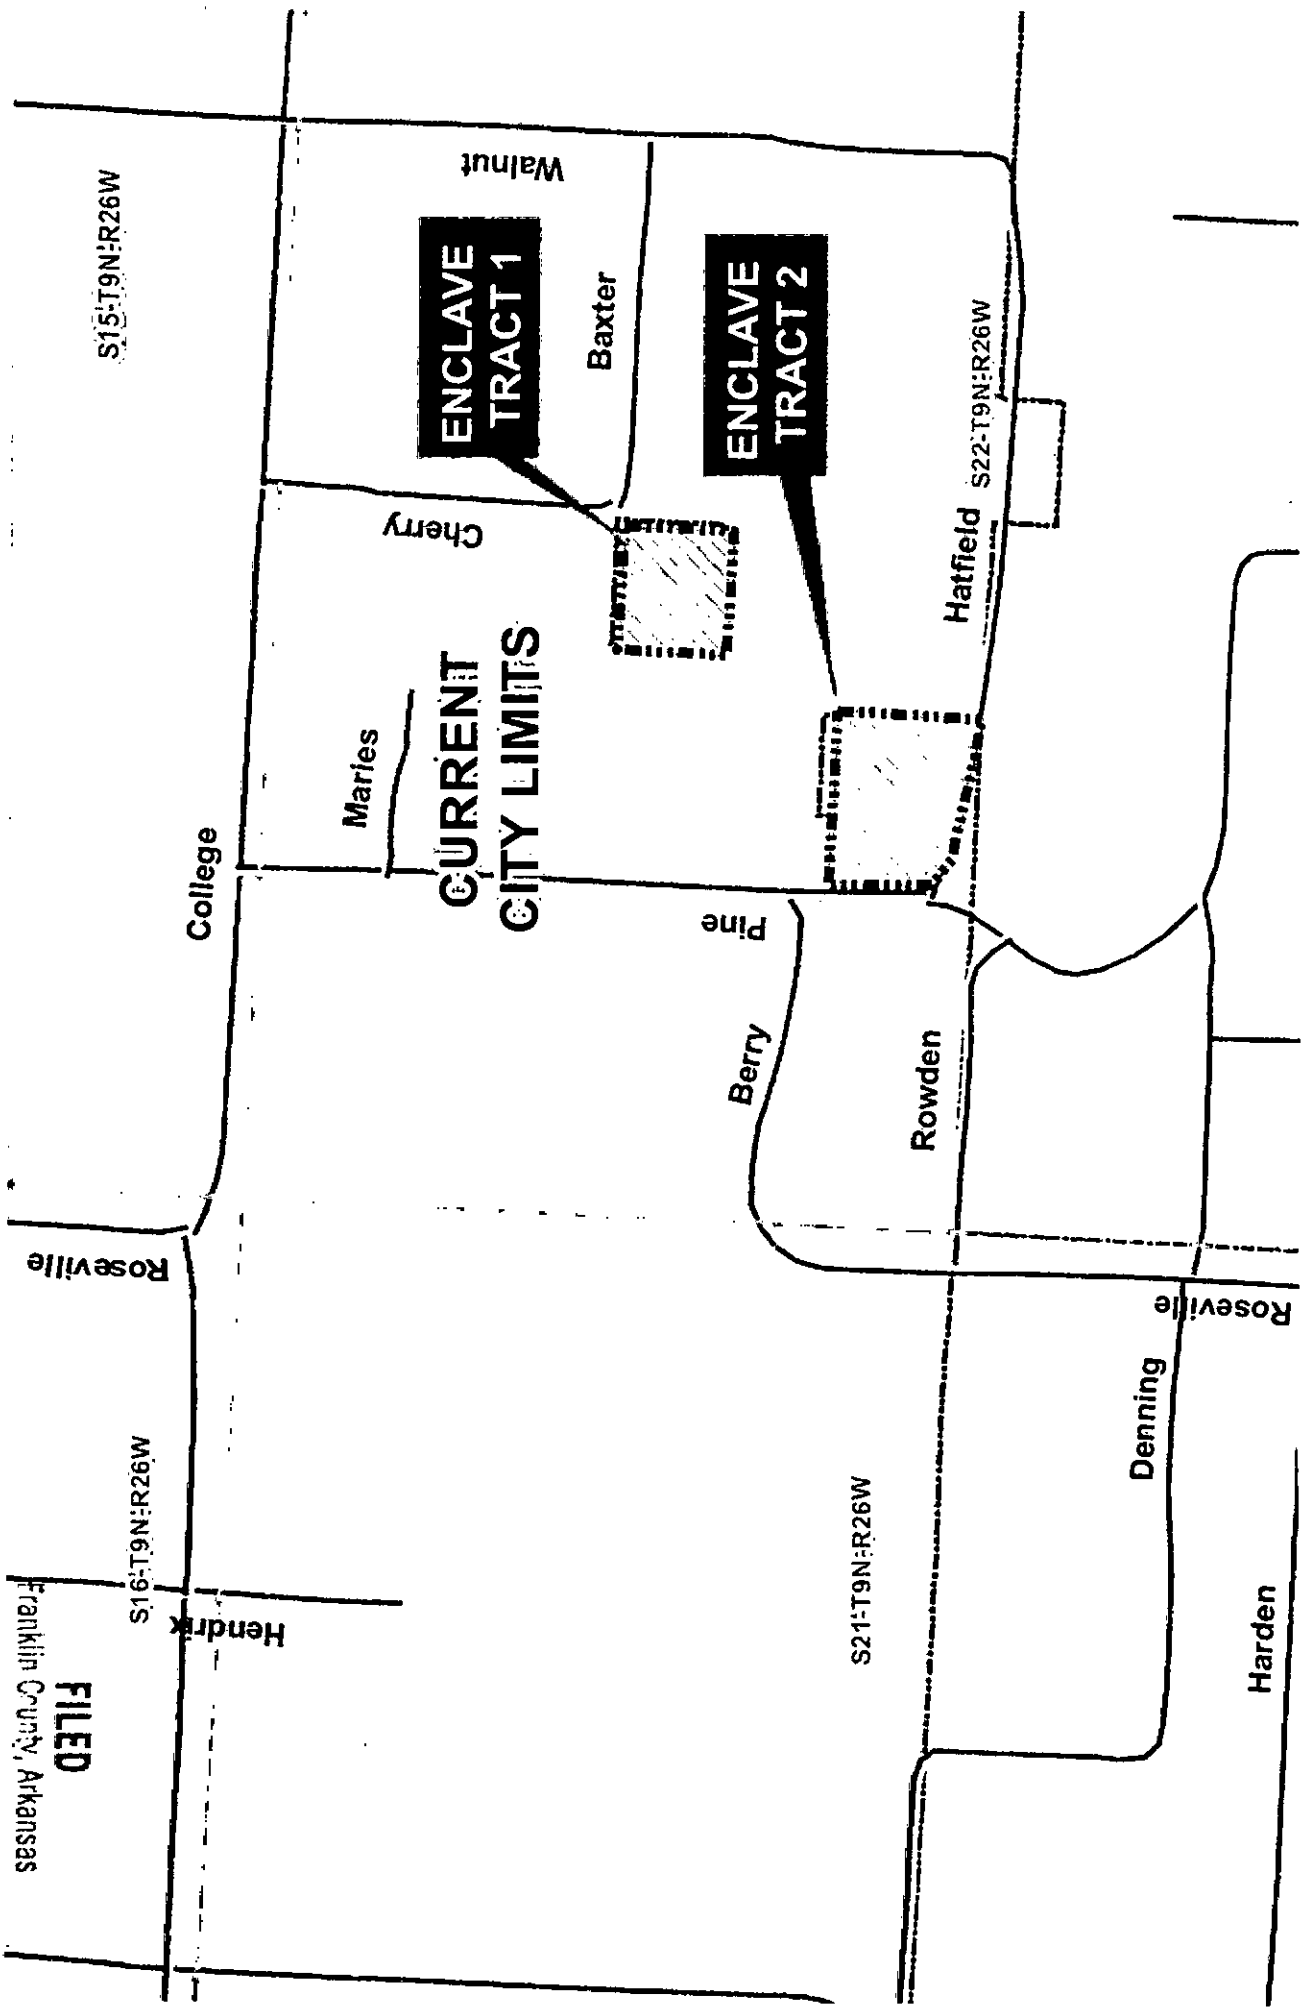 FILED
Franklin County, Arkansas
S16-T9N-R26W
Hendrix
Roseville
College
S15-T9N-R26W
Maries
CURRENT
CITY LIMITS
Cherry
Walnut
ENCLAVE
TRACT 1
Baxter
ENCLAVE
TRACT 2
Pine
Berry
Rowden
Hatfield
S22-T9N-R26W
S21-T9N-R26W
Roseville
Denning
Harden